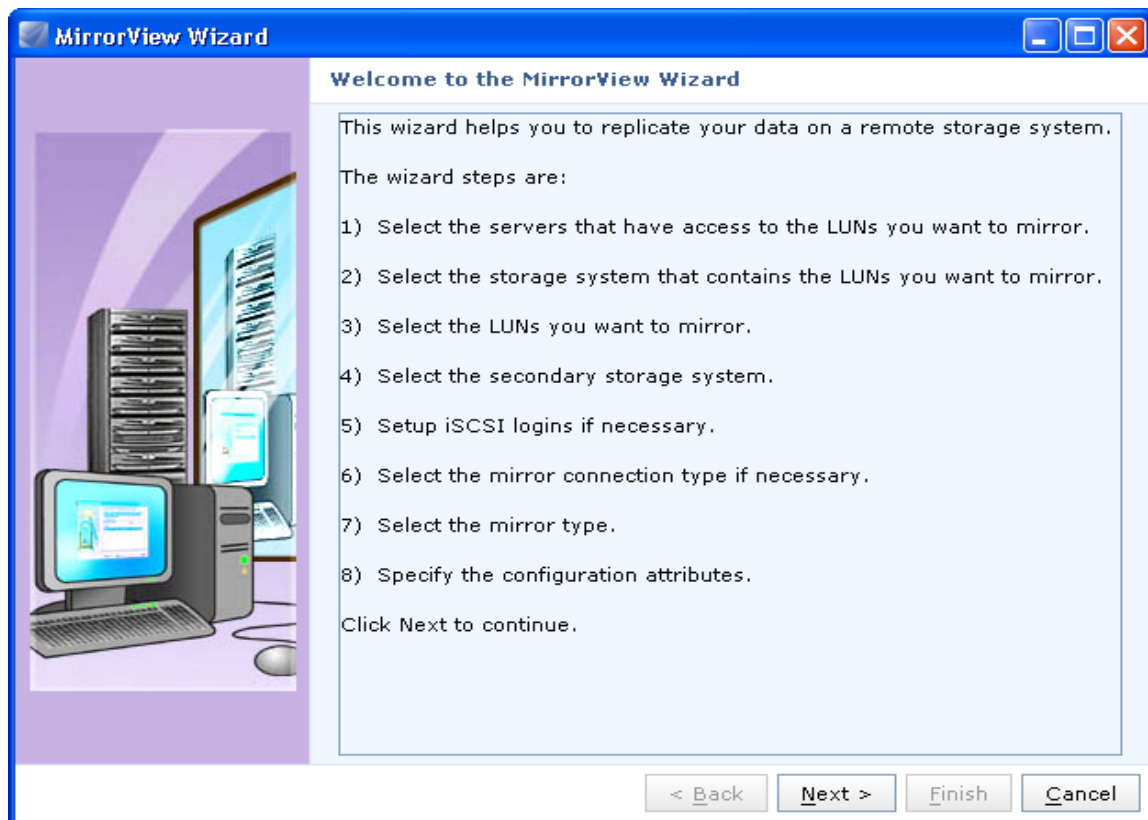 MirrorView Wizard
Welcome to the MirrorView Wizard
This wizard helps you to replicate your data on a remote storage system.
The wizard steps are:
1) Select the servers that have access to the LUNs you want to mirror.
2) Select the storage system that contains the LUNs you want to mirror.
3) Select the LUNs you want to mirror.
4) Select the secondary storage system.
5) Setup iSCSI logins if necessary.
6) Select the mirror connection type if necessary.
7) Select the mirror type.
8) Specify the configuration attributes.
Click Next to continue.
< Back
Next >
Finish
Cancel